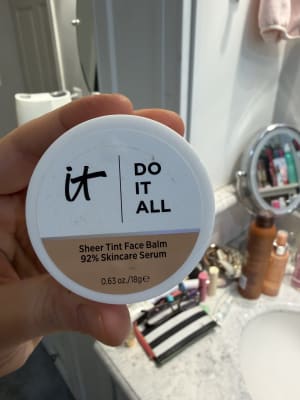 it
DO
IT
ALL
Sheer Tint Face Balm
92% Skincare Serum
0.63 oz./18g℮